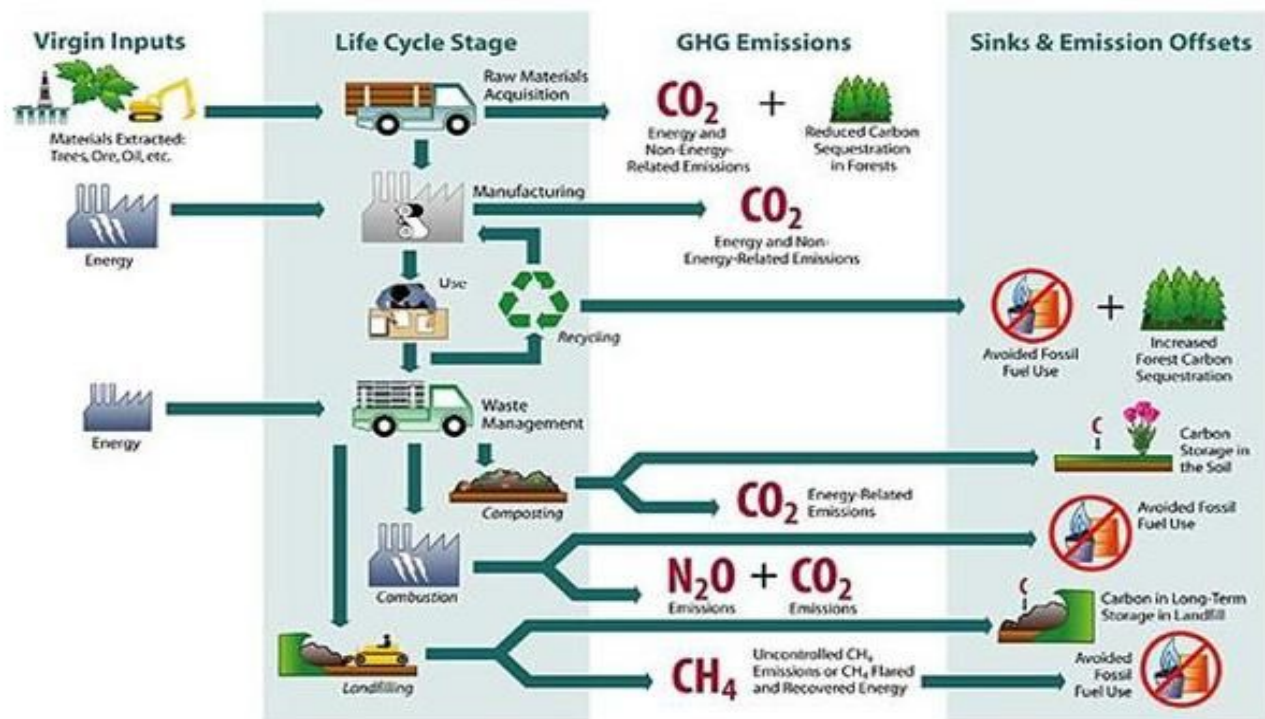 Virgin Inputs
Life Cycle Stage
GHG Emissions
Sinks & Emission Offsets
Raw Materials
Acquisition
CO₂
+
Materials Extracted:
Trees, Ore, Oil, etc.
Energy and
Non-Energy-
Related Emissions
Reduced Carbon
Sequestration
in Forests
Manufacturing
CO₂
Energy
Energy and Non-
Energy-Related Emissions
Use
+
Recycling
Avoided Fossil
Fuel Use
Increased
Forest Carbon
Sequestration
Energy
Waste
Management
C
Carbon
Storage in
the Soil
Composting
CO₂
Energy-Related
Emissions
Avoided Fossil
Fuel Use
Combustion
N₂O
+
CO₂
Emissions
Emissions
C
Carbon in Long-Term
Storage in Landfill
Landfilling
CH₄
Uncontrolled CH₄
Emissions or CH₄ Flared
and Recovered Energy
Avoided
Fossil
Fuel Use